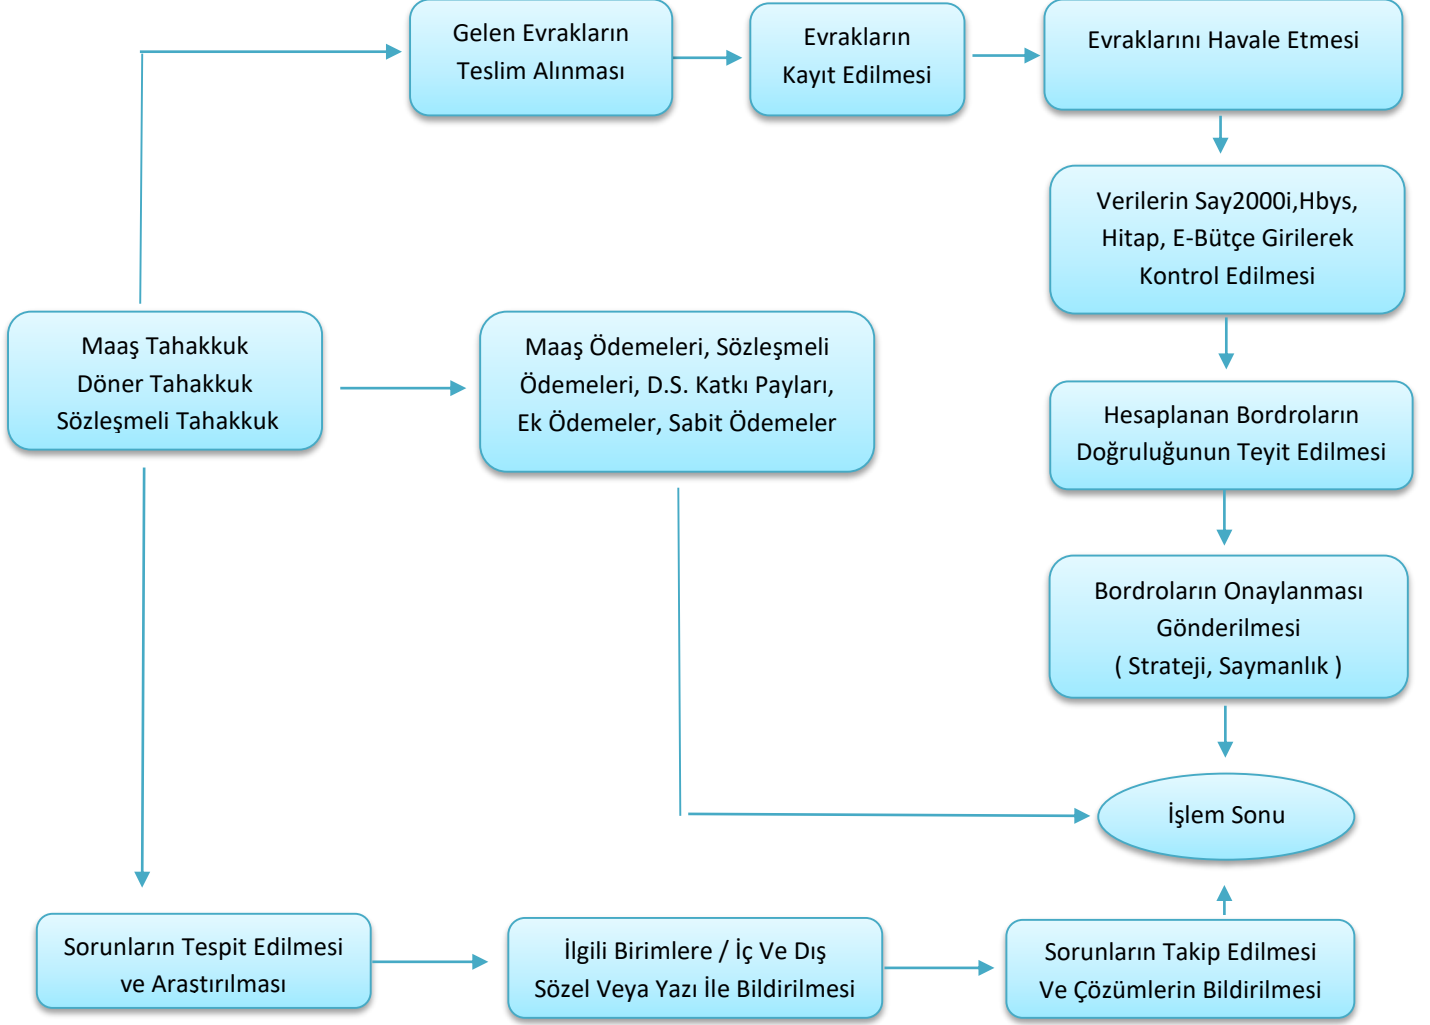 Gelen Evrakların
Teslim Alınması
Evrakların
Kayıt Edilmesi
Evraklarını Havale Etmesi
Verilerin Say2000i,Hbys,
Hitap, E-Bütçe Girilerek
Kontrol Edilmesi
Maaş Tahakkuk
Döner Tahakkuk
Sözleşmeli Tahakkuk
Maaş Ödemeleri, Sözleşmeli
Ödemeleri, D.S. Katkı Payları,
Ek Ödemeler, Sabit Ödemeler
Hesaplanan Bordroların
Doğruluğunun Teyit Edilmesi
Bordroların Onaylanması
Gönderilmesi
( Strateji, Saymanlık )
İşlem Sonu
Sorunların Tespit Edilmesi
ve Araştırılması
İlgili Birimlere / İç Ve Dış
Sözel Veya Yazı İle Bildirilmesi
Sorunların Takip Edilmesi
Ve Çözümlerin Bildirilmesi